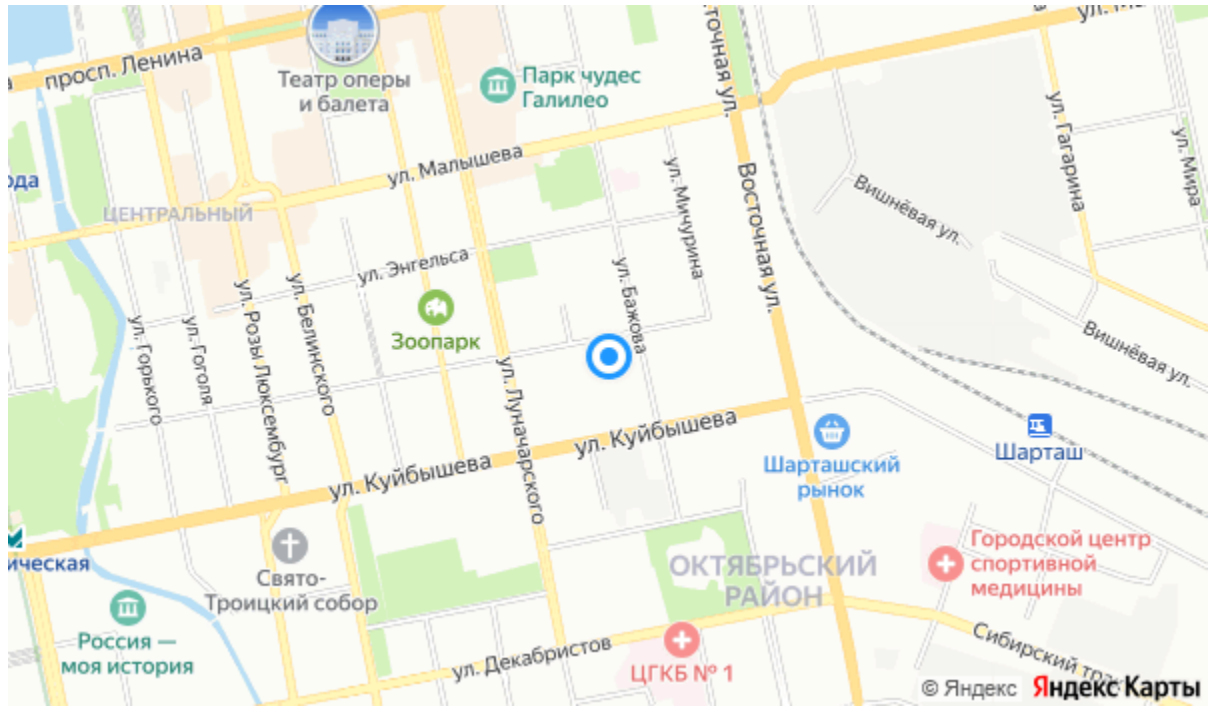 просп. Ленина
Театр оперы
и балета
Парк чудес
Галилео
Восточная ул.
ул. Малышева
ул. Гагарина
ул. Мира
ЦЕНТРАЛЬНЫЙ
ул. Мичурина
Восточная ул.
Вишнёвая ул.
ул. Энгельса
ул. Бажова
Зоопарк
ул. Горького
ул. Гоголя
ул. Розы Люксембург
ул. Белинского
ул. Луначарского
Вишнёвая ул.
ул. Куйбышева
ул. Куйбышева
Шарташский
рынок
Шарташ
ическая
Свято-
Троицкий собор
ОКТЯБРЬСКИЙ
РАЙОН
Городской центр
спортивной
медицины
Россия —
моя история
ул. Декабристов
ЦГКБ № 1
Сибирский трак
© Яндекс Яндекс Карты